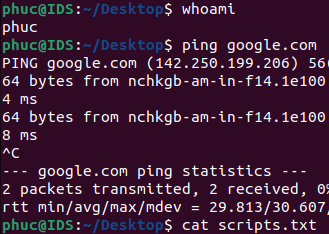 phuc@IDS:~/Desktop$ whoami
phuc
phuc@IDS:~/Desktop$ ping google.com
PING google.com (142.250.199.206) 56(
64 bytes from nchkgb-am-in-f14.1e100
4 ms
64 bytes from nchkgb-am-in-f14.1e100
8 ms
^C
--- google.com ping statistics ---
2 packets transmitted, 2 received, 0%
rtt min/avg/max/mdev = 29.813/30.607/
phuc@IDS:~/Desktop$ cat scripts.txt